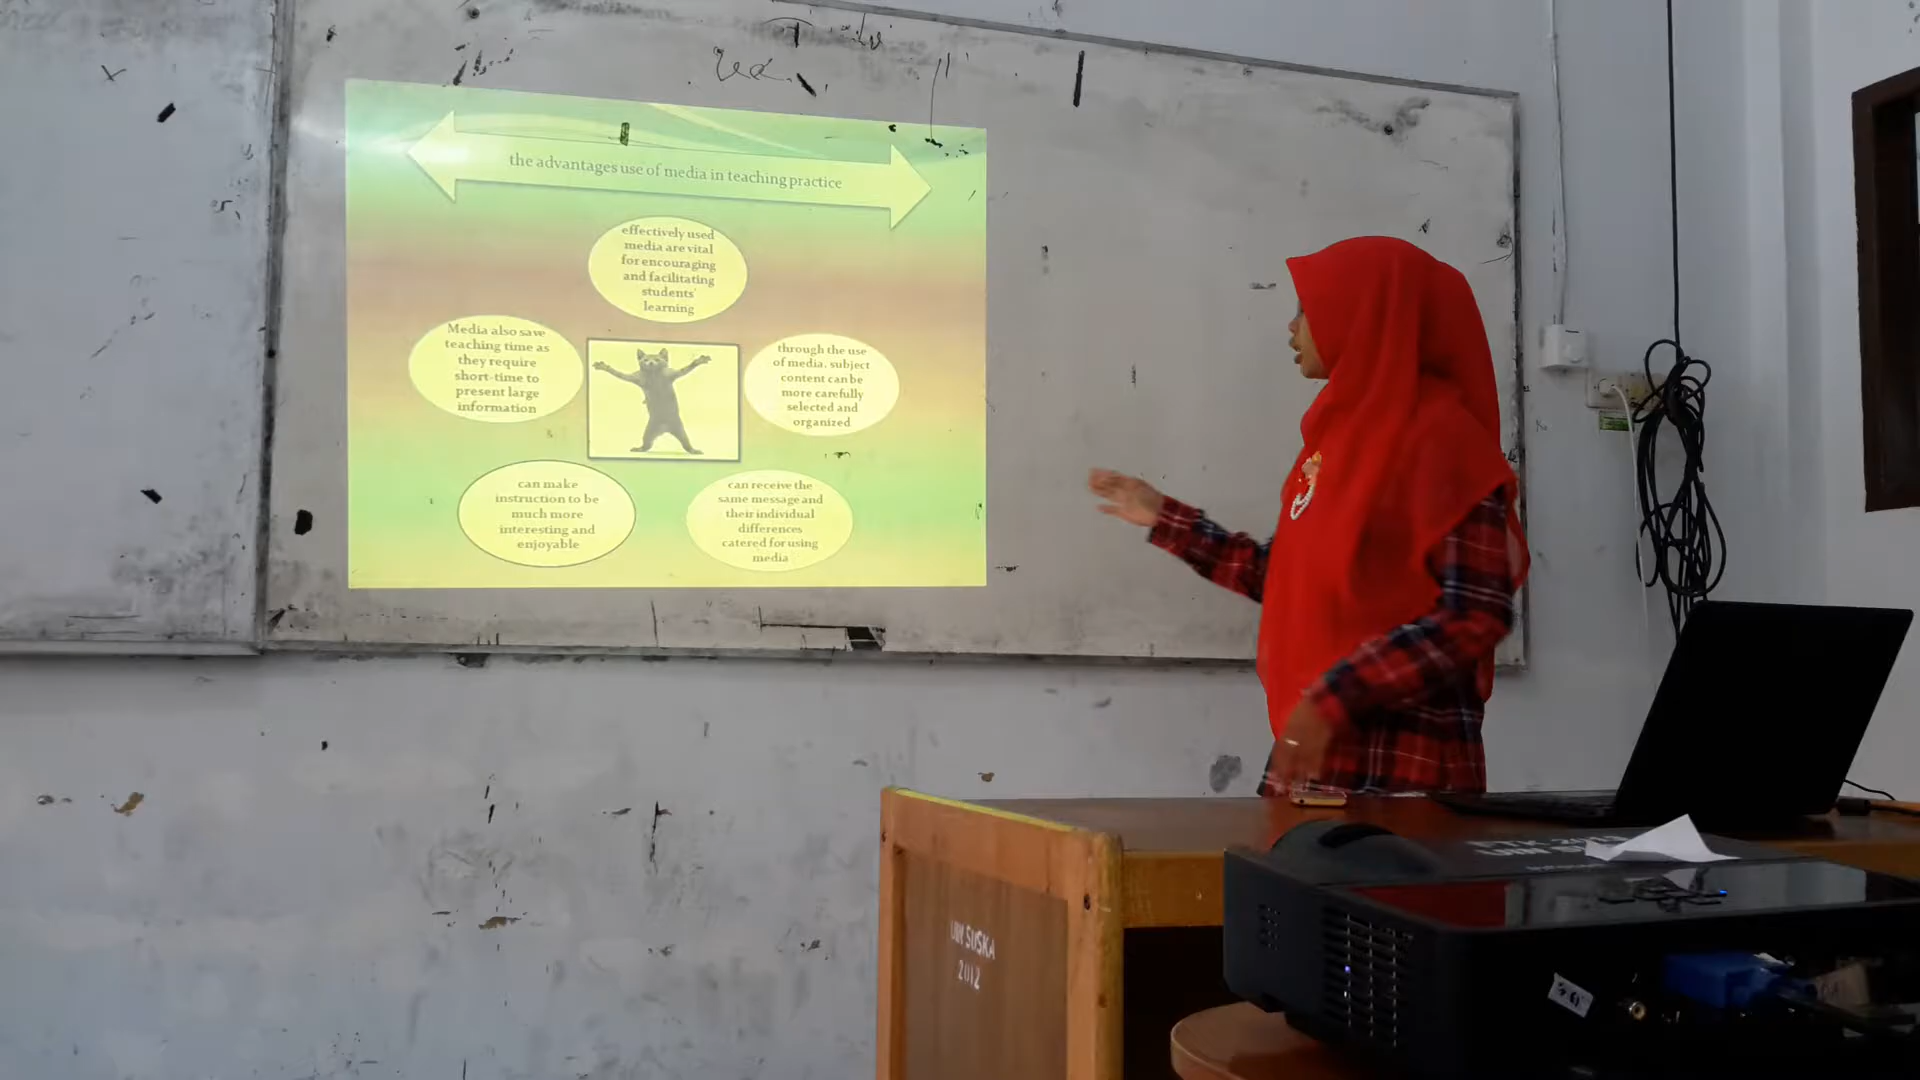 the advantages use of media in teaching practice
effectively used
media are vital
for encouraging
and facilitating
students'
learning
Media also save
teaching time as
they require
short-time to
present large
information
through the use
of media, subject
content can be
more carefully
selected and
organized
can make
instruction to be
much more
interesting and
enjoyable
can receive the
same message and
their individual
differences
catered for using
media
UIN SUSKA
2012